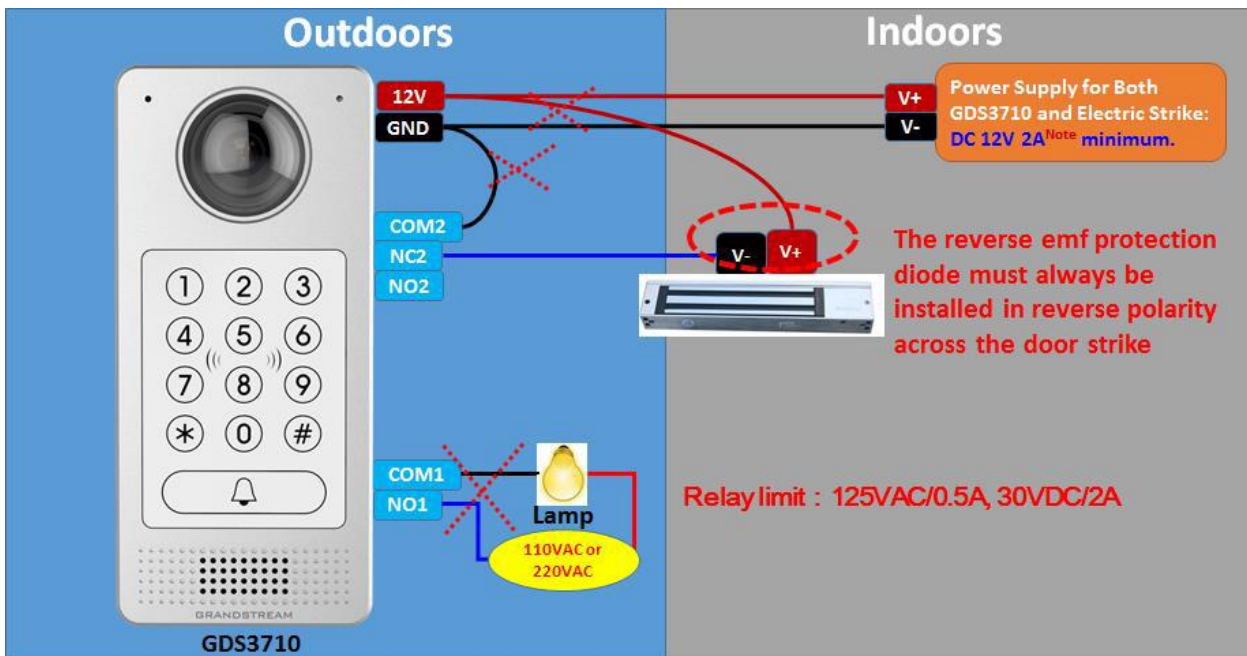 Outdoors
Indoors
12V
GND
V+
V-
Power Supply for Both
GDS3710 and Electric Strike:
DC 12V 2ANote minimum.
COM2
NC2
NO2
V-
V+
The reverse emf protection
diode must always be
installed in reverse polarity
across the door strike
1
2
3
4
5
6
7
8
9
*
0
#
COM1
NO1
Lamp
110VAC or
220VAC
Relay limit : 125VAC/0.5A, 30VDC/2A
GRANDSTREAM
GDS3710